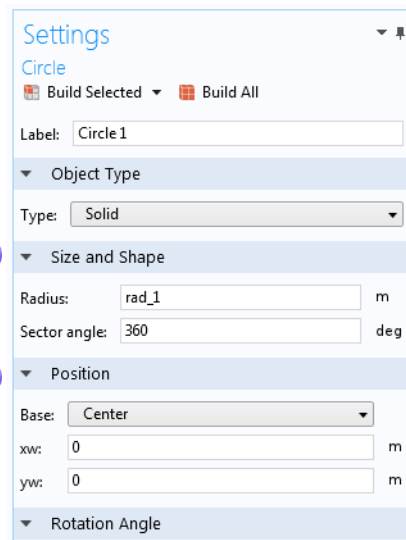 Settings
Circle
Build Selected Build All
Label: Circle 1
Object Type
Type: Solid
Size and Shape
Radius: rad_1 m
Sector angle: 360 deg
Position
Base: Center
xw: 0 m
yw: 0 m
Rotation Angle